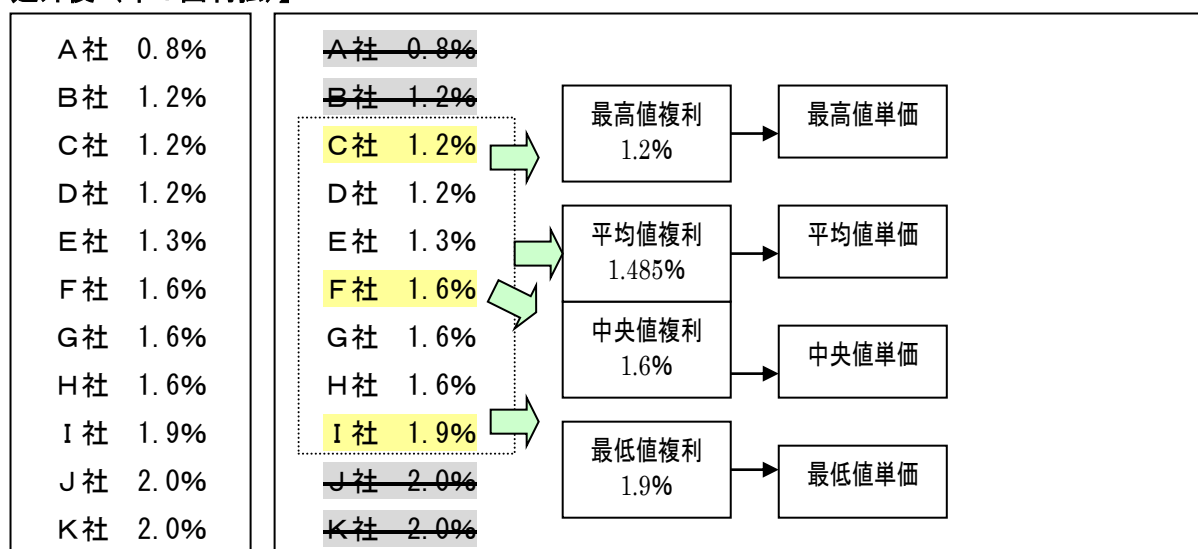 A社 0.8%
B社 1.2%
C社 1.2%
D社 1.2%
E社 1.3%
F社 1.6%
G社 1.6%
H社 1.6%
I社 1.9%
J社 2.0%
K社 2.0%
A社 0.8%
B社 1.2%
C社 1.2%
D社 1.2%
E社 1.3%
F社 1.6%
G社 1.6%
H社 1.6%
I社 1.9%
J社 2.0%
K社 2.0%
最高値複利
1.2%
最高値単価
平均値複利
1.485%
平均値単価
中央値複利
1.6%
中央値単価
最低値複利
1.9%
最低値単価